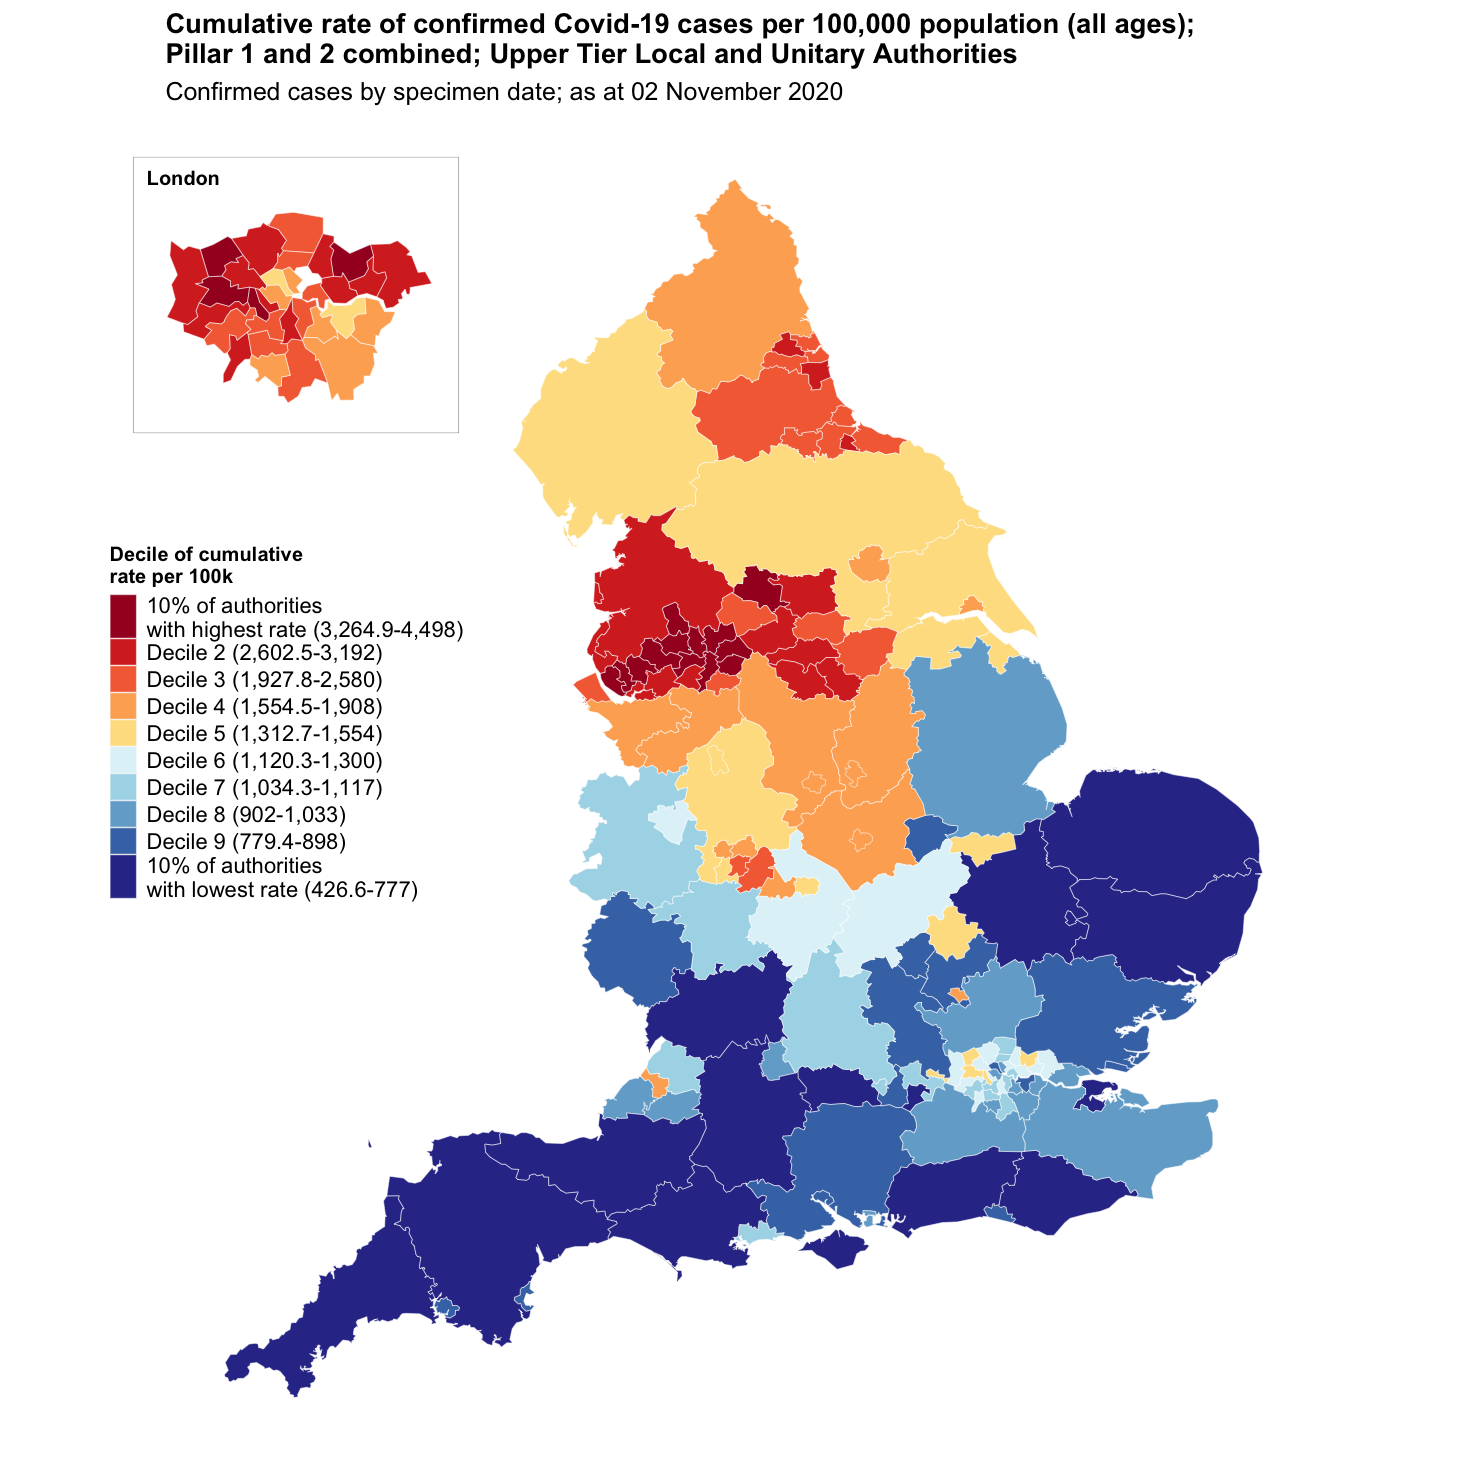 Cumulative rate of confirmed Covid-19 cases per 100,000 population (all ages);
Pillar 1 and 2 combined; Upper Tier Local and Unitary Authorities
Confirmed cases by specimen date; as at 02 November 2020
London
Decile of cumulative
rate per 100k
10% of authorities
with highest rate (3,264.9-4,498)
Decile 2 (2,602.5-3,192)
Decile 3 (1,927.8-2,580)
Decile 4 (1,554.5-1,908)
Decile 5 (1,312.7-1,554)
Decile 6 (1,120.3-1,300)
Decile 7 (1,034.3-1,117)
Decile 8 (902-1,033)
Decile 9 (779.4-898)
10% of authorities
with lowest rate (426.6-777)